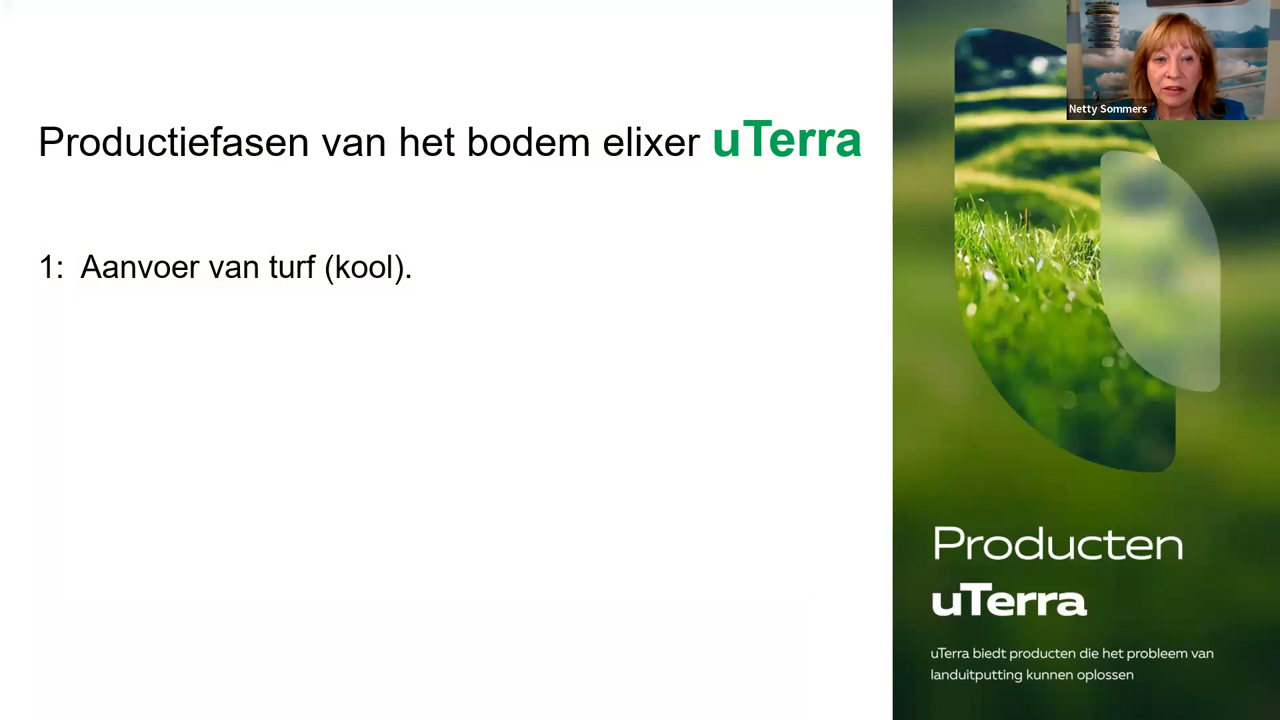 Productiefasen van het bodem elixer uTerra
1: Aanvoer van turf (kool).
Netty Sommers
Producten
uTerra
uTerra biedt producten die het probleem van
landuitputting kunnen oplossen